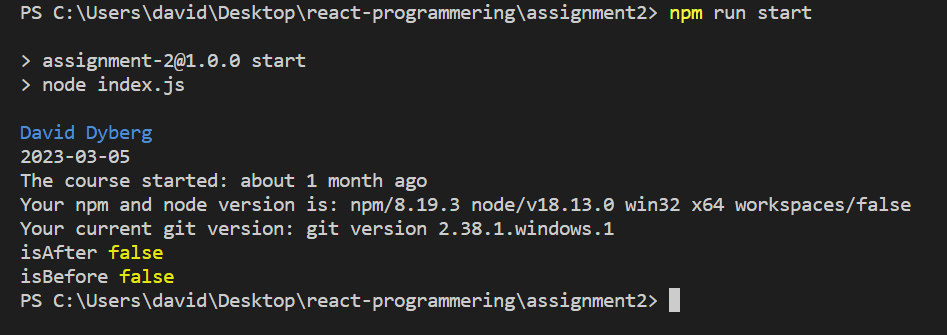 PS C:\Users\david\Desktop\react-programmering\assignment2> npm run start
> assignment-2@1.0.0 start
> node index.js
David Dyberg
2023-03-05
The course started: about 1 month ago
Your npm and node version is: npm/8.19.3 node/v18.13.0 win32 x64 workspaces/false
Your current git version: git version 2.38.1.windows.1
isAfter false
isBefore false
PS C:\Users\david\Desktop\react-programmering\assignment2>